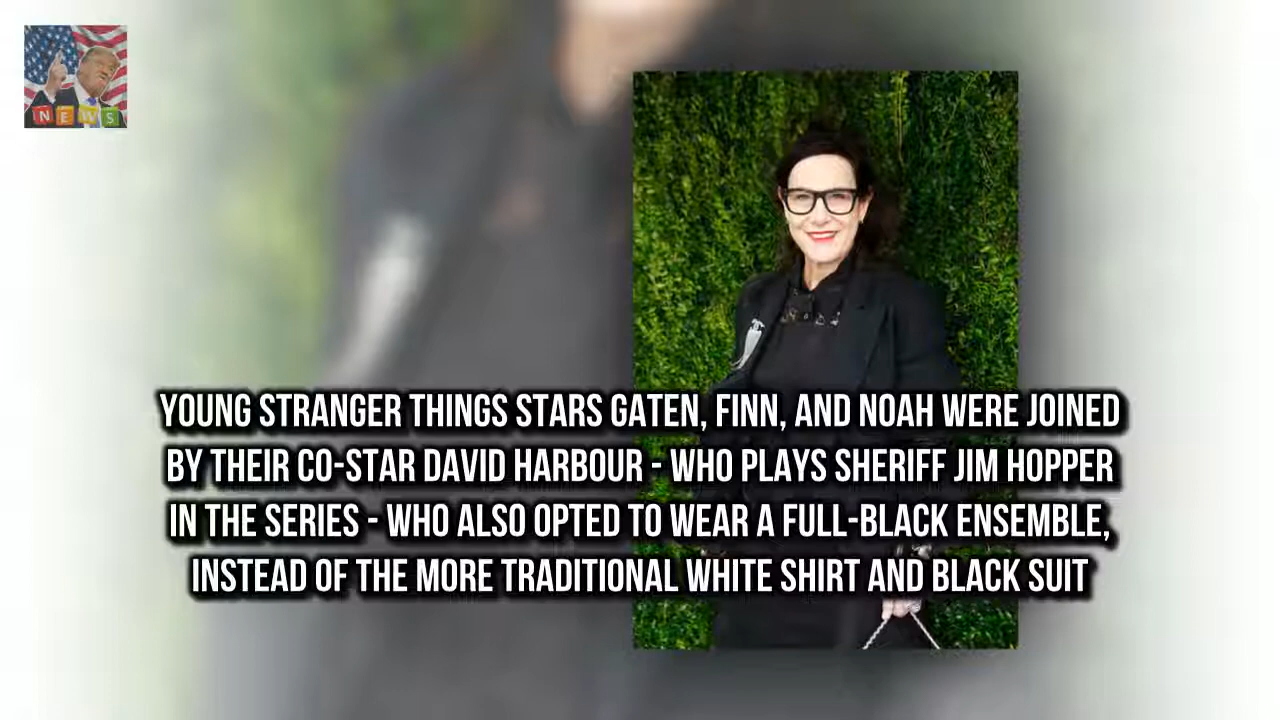 NEWS
YOUNG STRANGER THINGS STARS GATEN, FINN, AND NOAH WERE JOINED
BY THEIR CO-STAR DAVID HARBOUR - WHO PLAYS SHERIFF JIM HOPPER
IN THE SERIES - WHO ALSO OPTED TO WEAR A FULL-BLACK ENSEMBLE,
INSTEAD OF THE MORE TRADITIONAL WHITE SHIRT AND BLACK SUIT